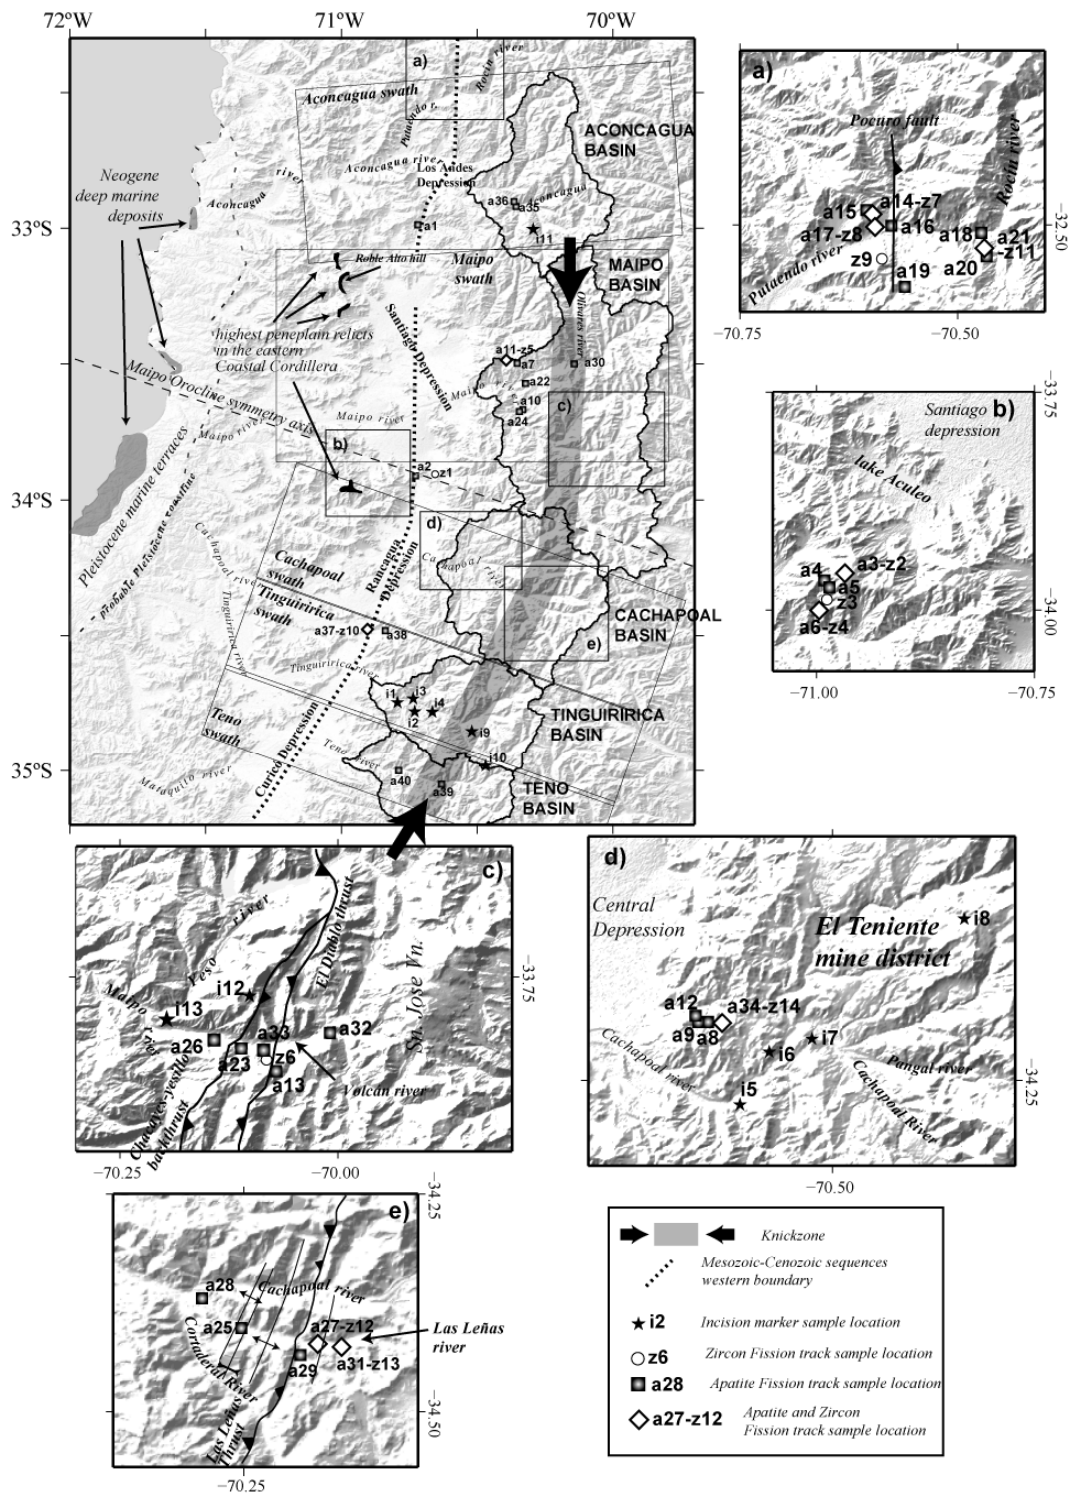 72°W
71°W
70°W
33°S
34°S
35°S
a)
Rocin river
Aconcagua swath
Putaendo r.
ACONCAGUA
BASIN
Aconcagua river
Los Andes
Depression
Neogene
deep marine
deposits
Aconcagua
river
Aconcagua
a36
a35
a1
i11
Roble Alto hill
Maipo
swath
MAIPO
BASIN
Olivares river
highest peneplain relicts
in the eastern
Coastal Cordillera
Santiago Depression
a11-z5
a7
a30
a22
a10
a24
c)
Maipo Orocline symmetry axis
Maipo river
Maipo river
b)
a2
z1
Pleistocene marine terraces
probable Pleistocene coastline
d)
Cachapoal river
Cachapoal river
Cachapoal
swath
Rancagua
Depression
Tinguiririca
swath
CACHAPOAL
BASIN
e)
a37-z10
a38
Tinguiririca river
Tinguiririca river
i1
i3
i2
i4
i9
i10
TINGUIRIRICA
BASIN
Teno
swath
Curicó Depression
Teno river
Mataquito river
a40
a39
TENO
BASIN
a)
Pocuro fault
Rocin river
a14-z7
a15
a16
a17-z8
a18
a21
-z11
z9
a20
a19
Putaendo river
−32.50
−70.75
−70.50
b)
Santiago
depression
lake Aculeo
a3-z2
a4
a5
z3
a6-z4
−33.75
−34.00
−71.00
−70.75
c)
Yeso river
El Diablo thrust
Sn. Jose Vn.
Maipo river
i12
i13
a33
a32
a26
a23
z6
a13
Volcán river
Chacayes-yesillo
backthrust
−33.75
−70.25
−70.00
d)
Central
Depression
El Teniente
mine district
i8
a12
a34-z14
a9
a8
i7
i6
i5
Cachapoal river
Pangal river
Cachapoal River
−34.25
−70.50
e)
a28
Cachapoal river
a25
a27-z12
Las Leñas
river
a31-z13
a29
Cortaderal River
Las Leñas
Thrust
−34.25
−34.50
−70.25
Knickzone
Mesozoic-Cenozoic sequences
western boundary
i2 Incision marker sample location
z6 Zircon Fission track sample location
a28 Apatite Fission track sample location
a27-z12 Apatite and Zircon
Fission track sample location